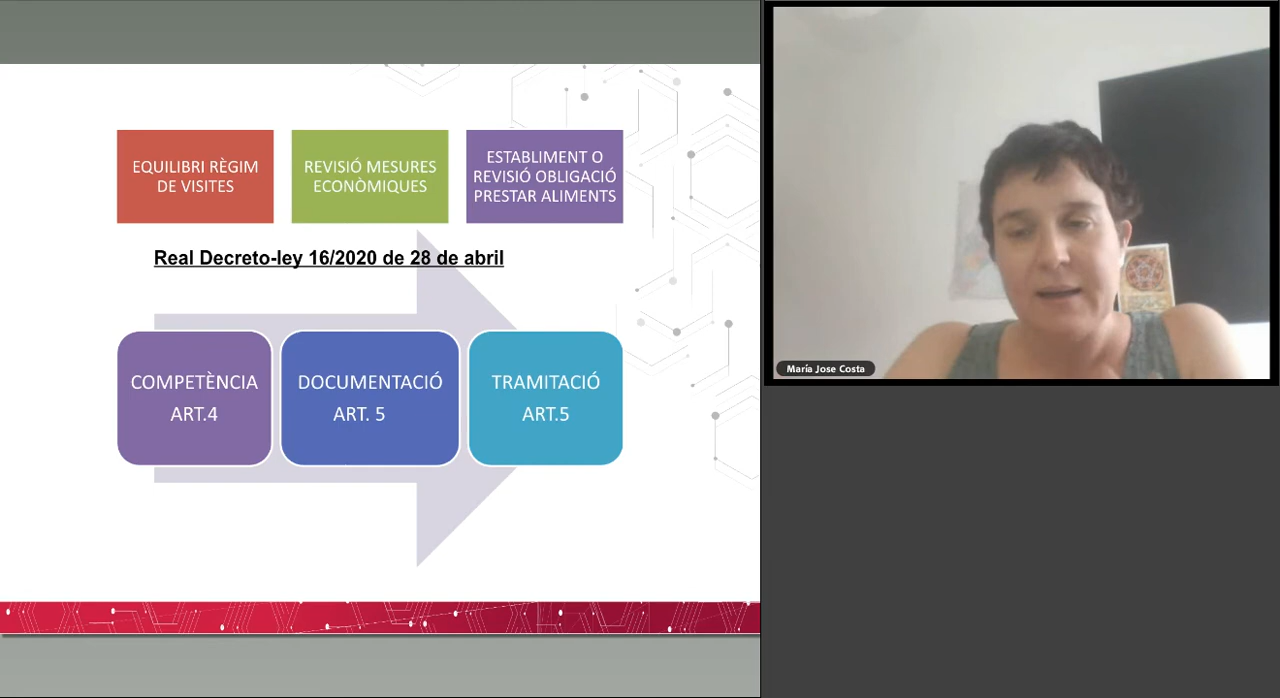 EQUILIBRI RÈGIM
DE VISITES
REVISIÓ MESURES
ECONÒMIQUES
ESTABLIMENT O
REVISIÓ OBLIGACIÓ
PRESTAR ALIMENTS
Real Decreto-ley 16/2020 de 28 de abril
COMPETÈNCIA
ART.4
DOCUMENTACIÓ
ART. 5
TRAMITACIÓ
ART.5
María Jose Costa